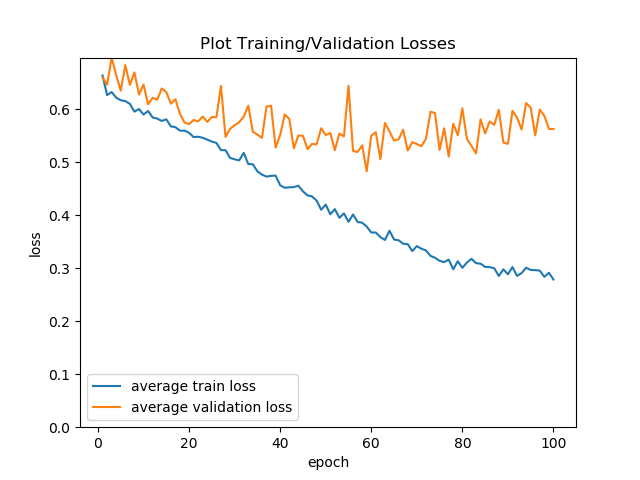 Plot Training/Validation Losses
loss
0.6
0.5
0.4
0.3
0.2
0.1
0.0
average train loss
average validation loss
0 20 40 60 80 100
epoch